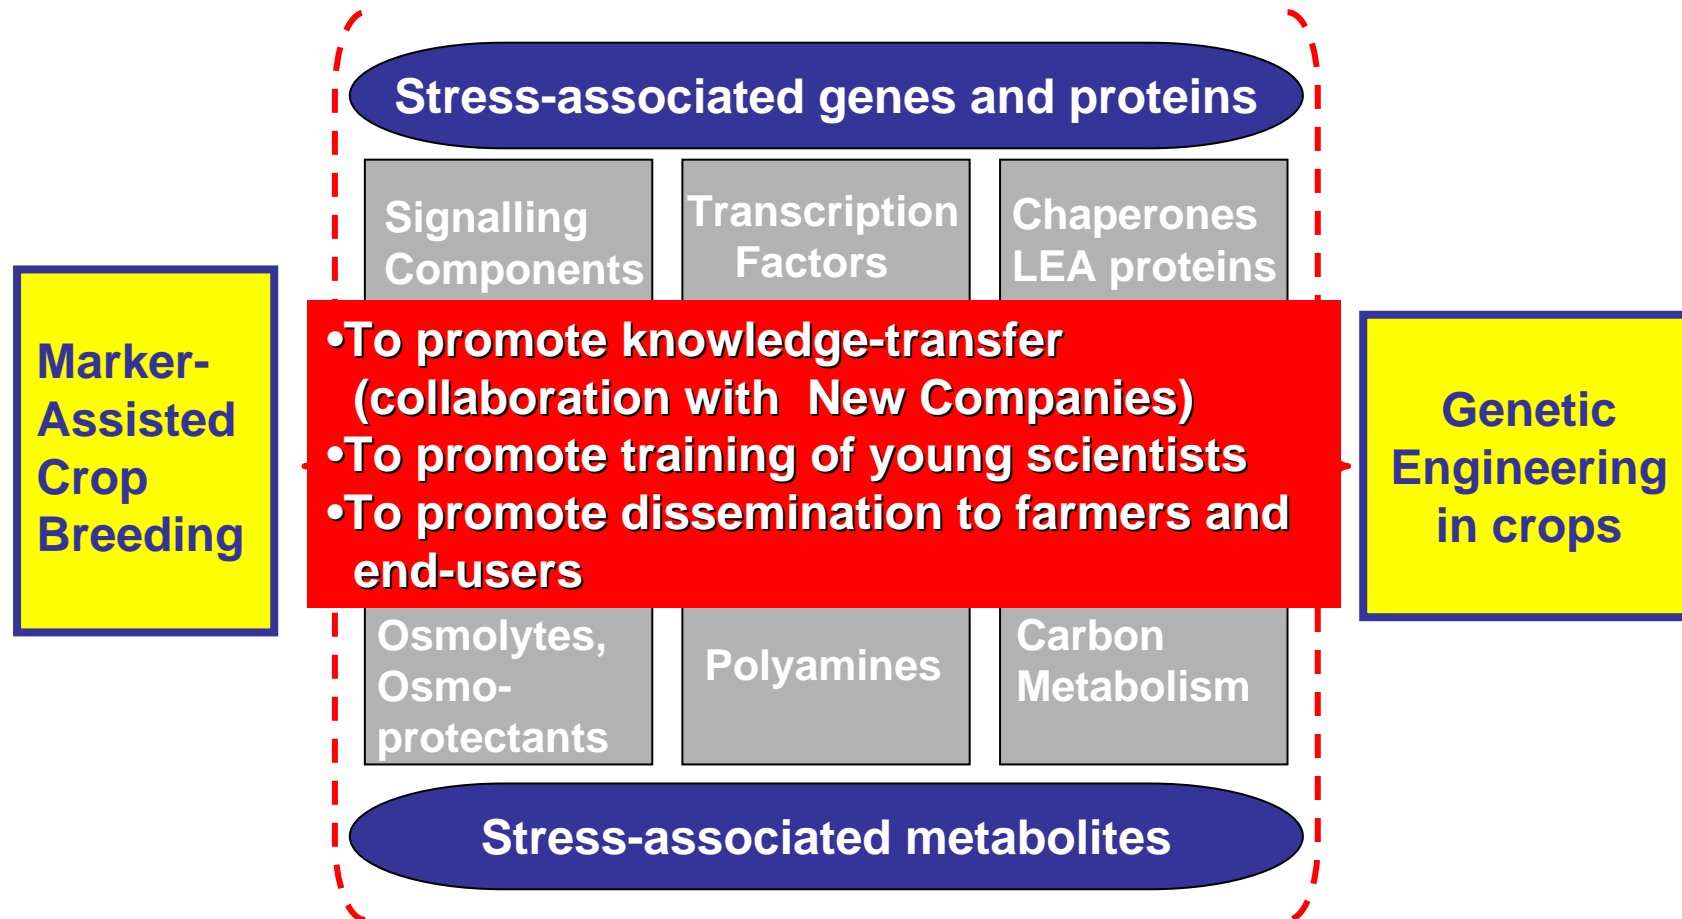 Stress-associated genes and proteins
Signalling
Components
Transcription
Factors
Chaperones
LEA proteins
Marker-
Assisted
Crop
Breeding
•To promote knowledge-transfer
(collaboration with  New Companies)
•To promote training of young scientists
•To promote dissemination to farmers and
end-users
Genetic
Engineering
in crops
Osmolytes,
Osmo-
protectants
Polyamines
Carbon
Metabolism
Stress-associated metabolites